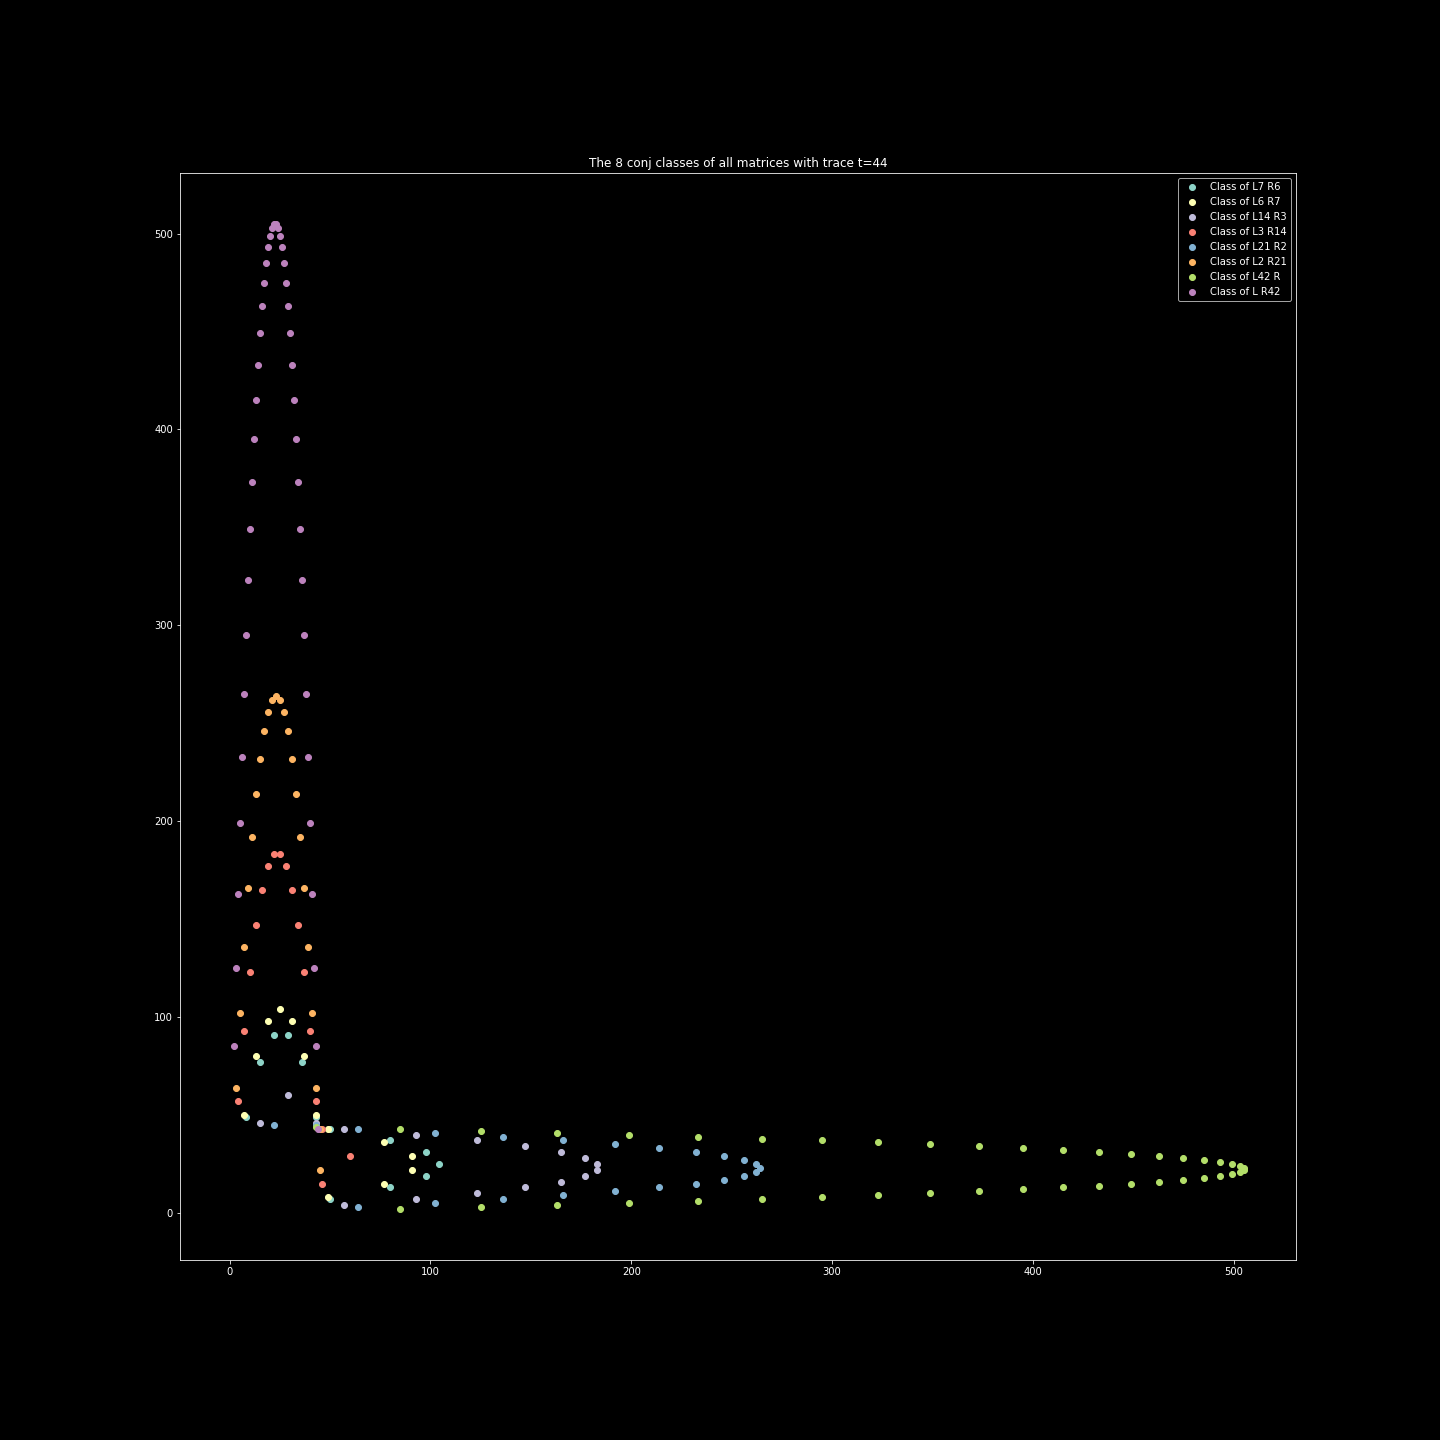 The 8 conj classes of all matrices with trace t=44
Class of L7 R6
Class of L6 R7
Class of L14 R3
Class of L3 R14
Class of L21 R2
Class of L2 R21
Class of L42 R
Class of L R42
500
400
300
200
100
0
0 100 200 300 400 500